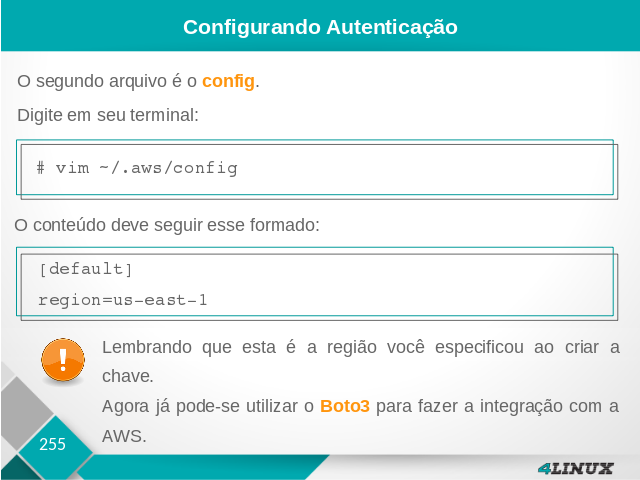 Configurando Autenticação
O segundo arquivo é o config.
Digite em seu terminal:
# vim ~/.aws/config
O conteúdo deve seguir esse formado:
[default]
region=us-east-1
Lembrando que esta é a região você especificou ao criar a
chave.
Agora já pode-se utilizar o Boto3 para fazer a integração com a
AWS.
255
4LINUX